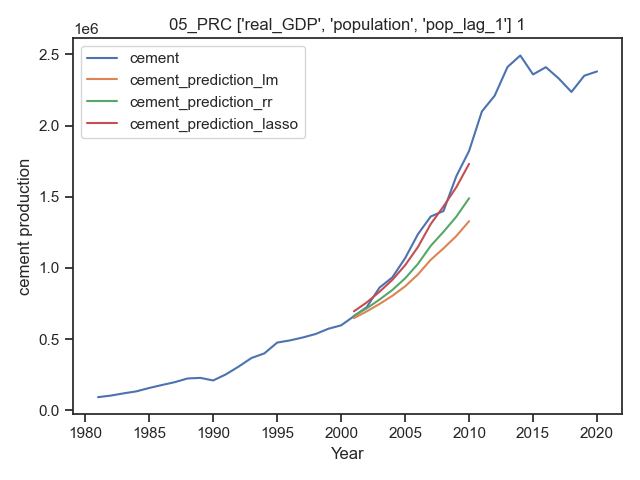 05_PRC ['real_GDP', 'population', 'pop_lag_1'] 1
1e6
cement
cement_prediction_lm
cement_prediction_rr
cement_prediction_lasso
2.5
2.0
1.5
1.0
0.5
0.0
cement production
1980 1985 1990 1995 2000 2005 2010 2015 2020
Year